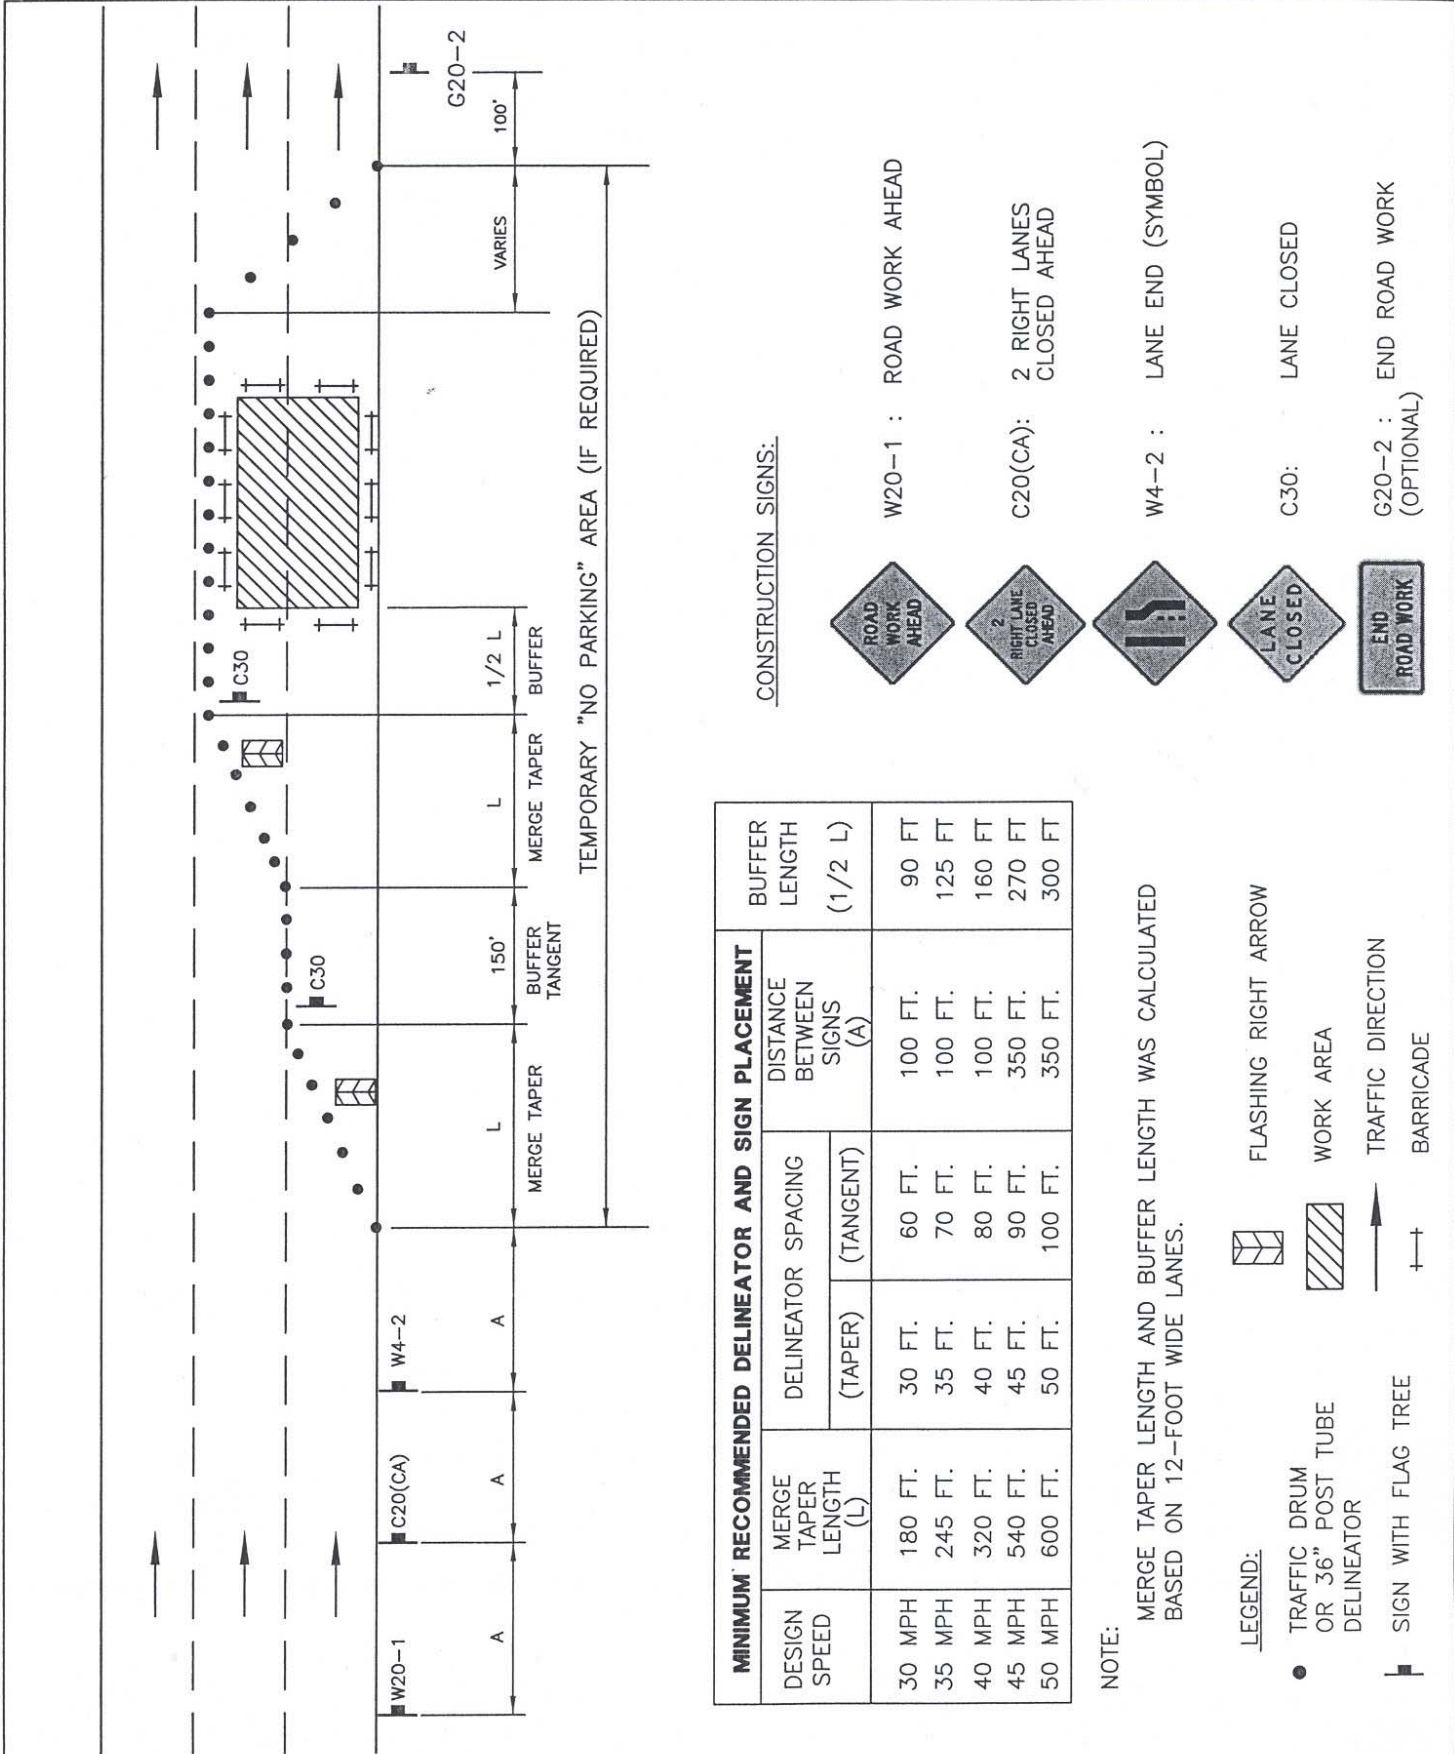 W20-1
C20(CA)
W4-2
C30
C30
G20-2
A
A
A
L
150'
L
1/2 L
VARIES
100'
MERGE TAPER
BUFFER
TANGENT
MERGE TAPER
BUFFER
TEMPORARY "NO PARKING" AREA (IF REQUIRED)
MINIMUM RECOMMENDED DELINEATOR AND SIGN PLACEMENT
DESIGN
SPEED
MERGE
TAPER
LENGTH
(L)
DELINEATOR SPACING
(TAPER)
(TANGENT)
DISTANCE
BETWEEN
SIGNS
(A)
BUFFER
LENGTH
(1/2 L)
30 MPH 180 FT. 30 FT. 60 FT. 100 FT. 90 FT
35 MPH 245 FT. 35 FT. 70 FT. 100 FT. 125 FT
40 MPH 320 FT. 40 FT. 80 FT. 100 FT. 160 FT
45 MPH 540 FT. 45 FT. 90 FT. 350 FT. 270 FT
50 MPH 600 FT. 50 FT. 100 FT. 350 FT. 300 FT
NOTE:
MERGE TAPER LENGTH AND BUFFER LENGTH WAS CALCULATED
BASED ON 12-FOOT WIDE LANES.
LEGEND:
TRAFFIC DRUM
OR 36" POST TUBE
DELINEATOR
SIGN WITH FLAG TREE
FLASHING RIGHT ARROW
WORK AREA
TRAFFIC DIRECTION
BARRICADE
CONSTRUCTION SIGNS:
ROAD
WORK
AHEAD
W20-1 : ROAD WORK AHEAD
2
RIGHT LANE
CLOSED
AHEAD
C20(CA): 2 RIGHT LANES
CLOSED AHEAD
W4-2 : LANE END (SYMBOL)
LANE
CLOSED
C30: LANE CLOSED
END
ROAD WORK
G20-2 : END ROAD WORK
(OPTIONAL)